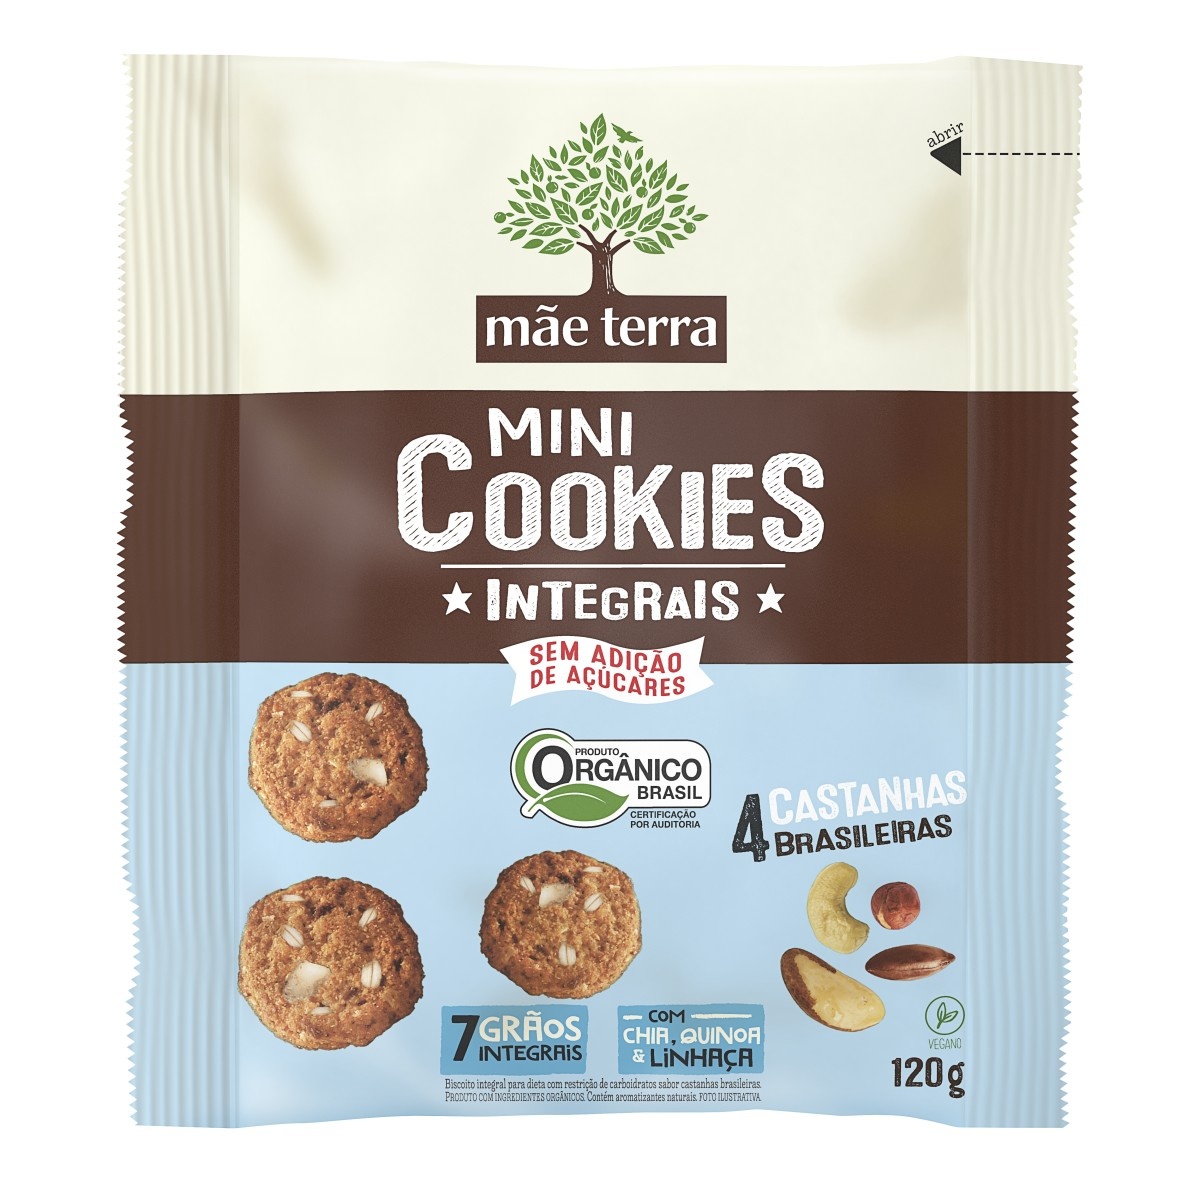 abrir
mãe terra
MINI
COOKIES
INTEGRAIS
SEM ADIÇÃO
DE AÇÚCARES
PRODUTO
ORGÂNICO
BRASIL
CERTIFICAÇÃO
POR AUDITORIA
4 CASTANHAS
BRASILEIRAS
7 GRÃOS
INTEGRAIS
COM
CHIA, QUINOA
& LINHAÇA
VEGANO
120g
Biscoito integral para dieta com restrição de carboidratos sabor castanhas brasileiras.
PRODUTO COM INGREDIENTES ORGÂNICOS. Contém aromatizantes naturais. FOTO ILUSTRATIVA.